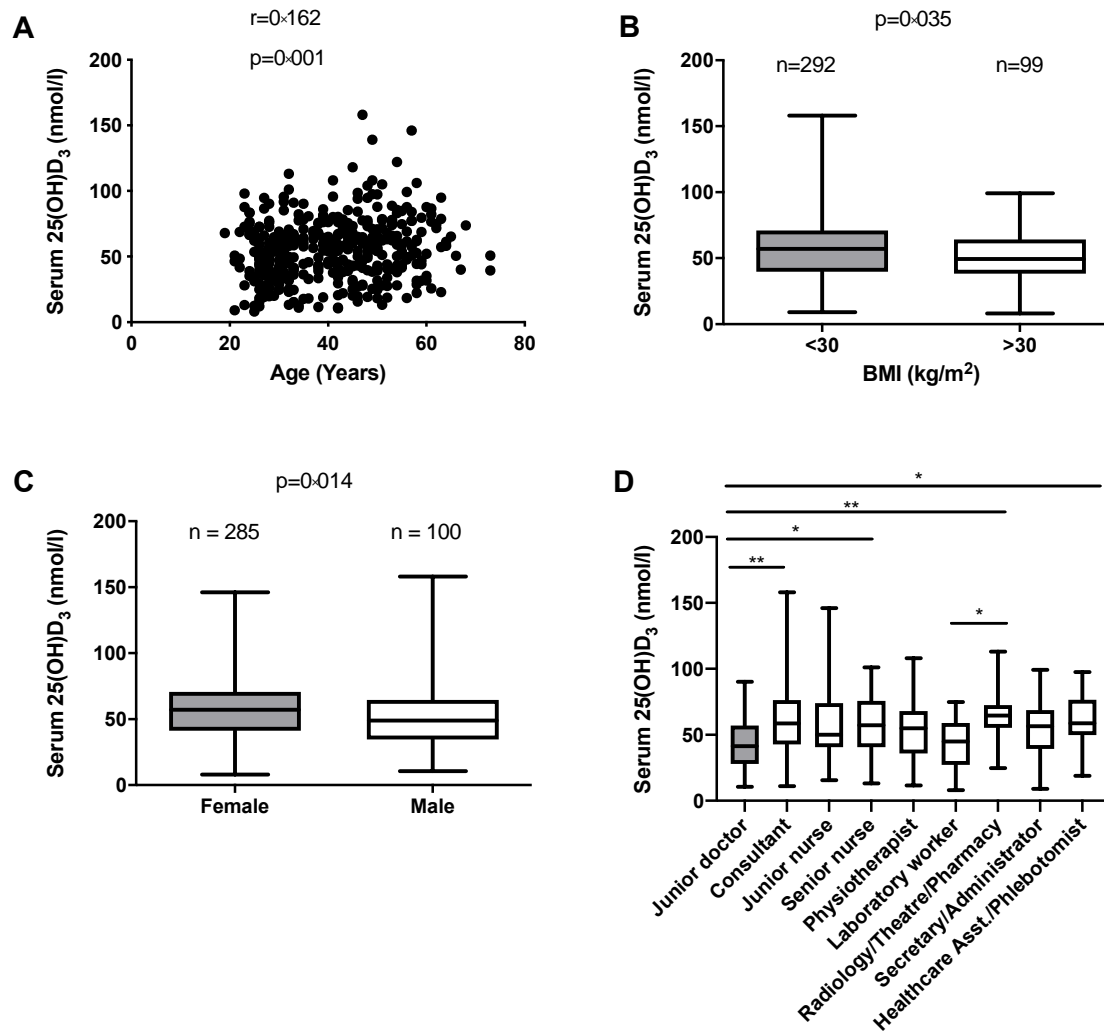 A
r=0×162
p=0×001
Serum 25(OH)D3 (nmol/l)
200
150
100
50
0
0
20
40
60
80
Age (Years)
B
p=0×035
n=292
n=99
Serum 25(OH)D3 (nmol/l)
200
150
100
50
0
<30
>30
BMI (kg/m2)
C
p=0×014
n = 285
n = 100
Serum 25(OH)D3 (nmol/l)
200
150
100
50
0
Female
Male
D
*
**
*
**
*
Serum 25(OH)D3 (nmol/l)
200
150
100
50
0
Junior doctor
Consultant
Junior nurse
Senior nurse
Physiotherapist
Laboratory worker
Radiology/Theatre/Pharmacy
Secretary/Administrator
Healthcare Asst./Phlebotomist